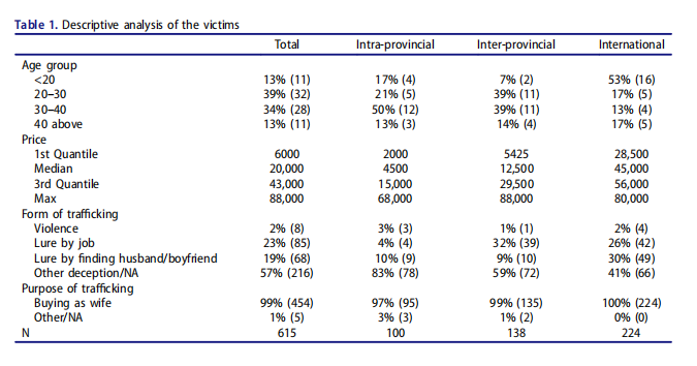 Table 1. Descriptive analysis of the victims
Total Intra-provincial Inter-provincial International
Age group
<20 13% (11) 17% (4) 7% (2) 53% (16)
20–30 39% (32) 21% (5) 39% (11) 17% (5)
30–40 34% (28) 50% (12) 39% (11) 13% (4)
40 above 13% (11) 13% (3) 14% (4) 17% (5)
Price
1st Quantile 6000 2000 5425 28,500
Median 20,000 4500 12,500 45,000
3rd Quantile 43,000 15,000 29,500 56,000
Max 88,000 68,000 88,000 80,000
Form of trafficking
Violence 2% (8) 3% (3) 1% (1) 2% (4)
Lure by job 23% (85) 4% (4) 32% (39) 26% (42)
Lure by finding husband/boyfriend 19% (68) 10% (9) 9% (10) 30% (49)
Other deception/NA 57% (216) 83% (78) 59% (72) 41% (66)
Purpose of trafficking
Buying as wife 99% (454) 97% (95) 99% (135) 100% (224)
Other/NA 1% (5) 3% (3) 1% (2) 0% (0)
N 615 100 138 224